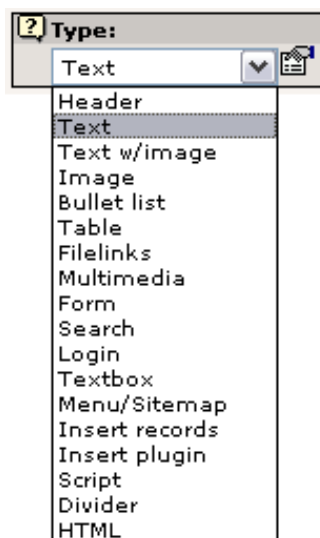 ? Type:
Text
Header
Text
Text w/image
Image
Bullet list
Table
Filelinks
Multimedia
Form
Search
Login
Textbox
Menu/Sitemap
Insert records
Insert plugin
Script
Divider
HTML